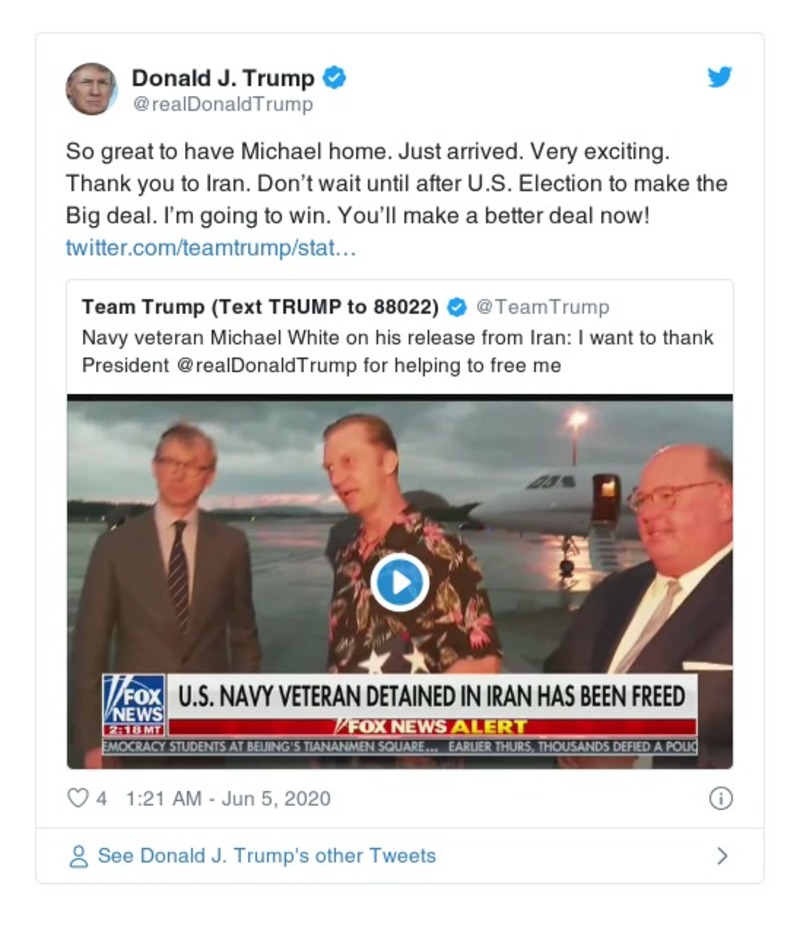 Donald J. Trump
@realDonaldTrump
So great to have Michael home. Just arrived. Very exciting.
Thank you to Iran. Don’t wait until after U.S. Election to make the
Big deal. I’m going to win. You’ll make a better deal now!
twitter.com/teamtrump/stat…
Team Trump (Text TRUMP to 88022) @TeamTrump
Navy veteran Michael White on his release from Iran: I want to thank
President @realDonaldTrump for helping to free me
FOX
NEWS
2:18 MT
U.S. NAVY VETERAN DETAINED IN IRAN HAS BEEN FREED
FOX NEWS ALERT
EMOCRACY STUDENTS AT BEIJING'S TIANANMEN SQUARE... EARLIER THURS, THOUSANDS DEFIED A POLIC
4 1:21 AM - Jun 5, 2020
See Donald J. Trump's other Tweets